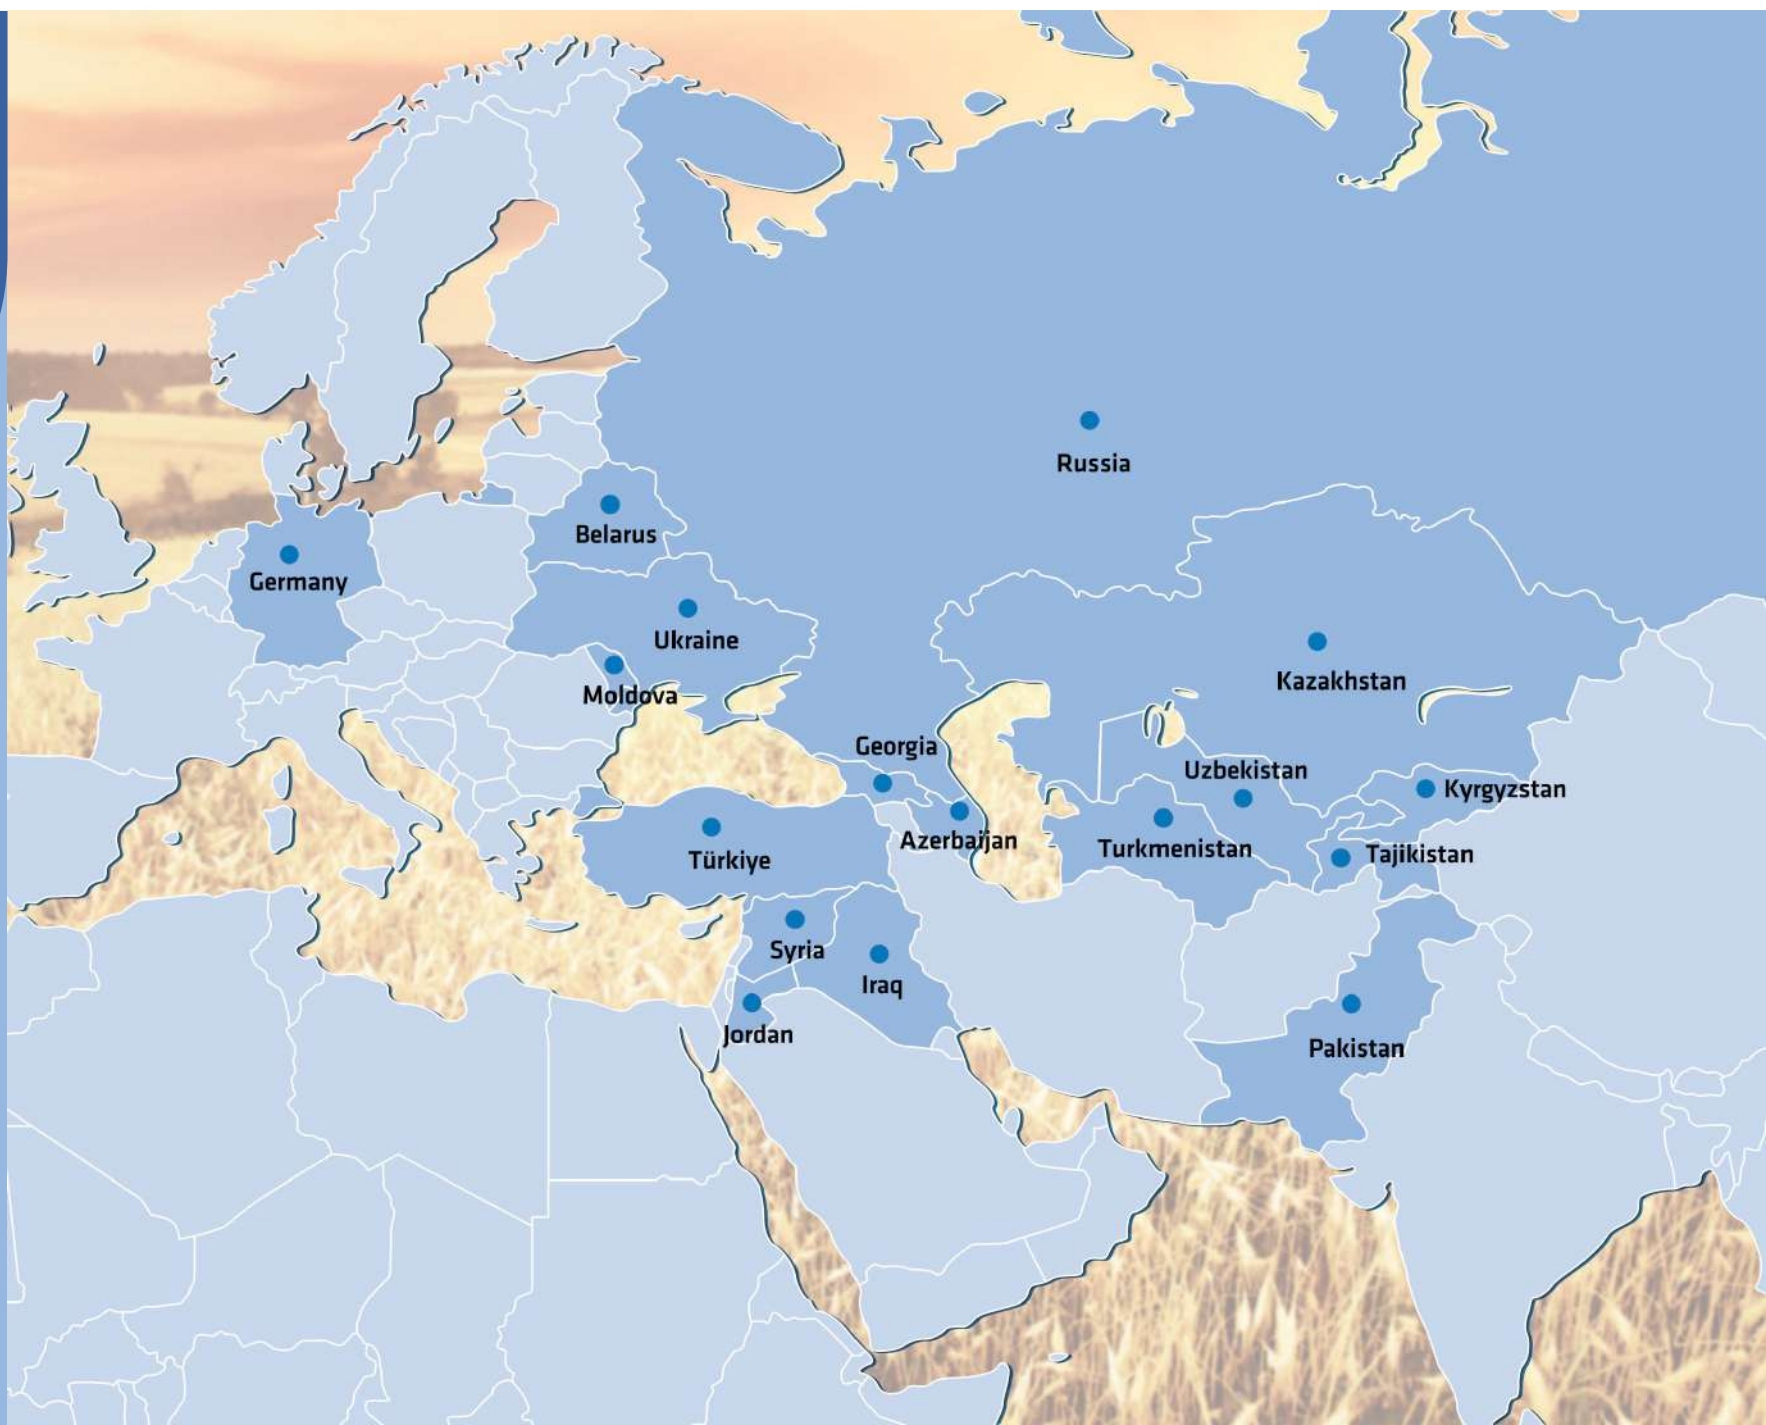 Russia
Belarus
Germany
Ukraine
Kazakhstan
Moldova
Georgia
Uzbekistan
Kyrgyzstan
Azerbaijan
Turkmenistan
Tajikistan
Türkiye
Syria
Iraq
Jordan
Pakistan